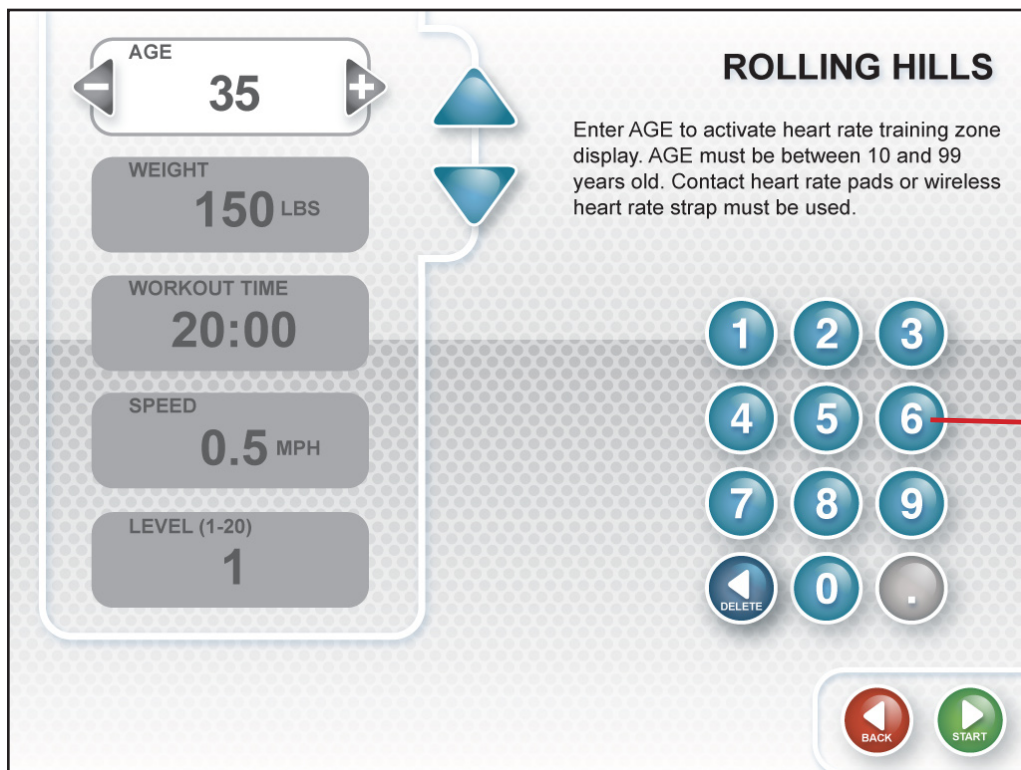 AGE
35
WEIGHT
150 LBS
WORKOUT TIME
20:00
SPEED
0.5 MPH
LEVEL (1-20)
1
ROLLING HILLS
Enter AGE to activate heart rate training zone
display. AGE must be between 10 and 99
years old. Contact heart rate pads or wireless
heart rate strap must be used.
1 2 3
4 5 6
7 8 9
DELETE 0 .
BACK START